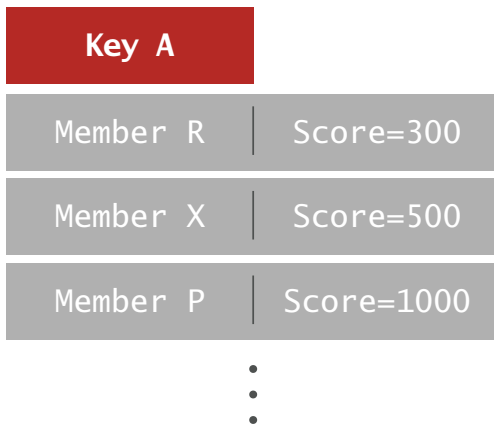 Key A
Member R Score=300
Member X Score=500
Member P Score=1000